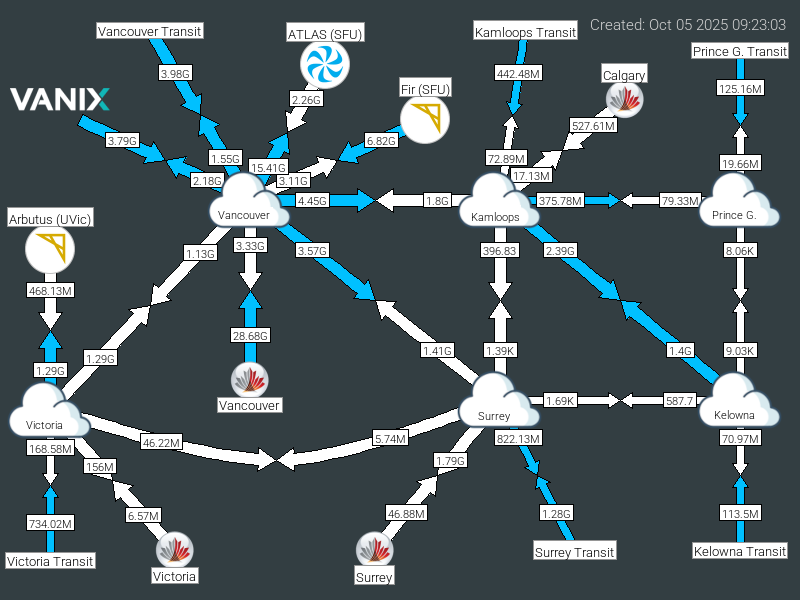 Created: Oct 05 2025 09:23:03
Vancouver Transit
ATLAS (SFU)
Kamloops Transit
Prince G. Transit
3.98G
442.48M
Calgary
VANIX
2.26G
Fir (SFU)
125.16M
527.61M
3.79G
6.82G
1.55G
72.89M
19.66M
15.41G
2.18G
3.11G
17.13M
4.45G
1.8G
375.78M
79.33M
Vancouver
Kamloops
Prince G.
Arbutus (UVic)
1.13G
3.33G
3.57G
396.83
2.39G
8.06K
468.13M
28.68G
1.29G
1.29G
1.41G
1.39K
1.4G
9.03K
Vancouver
1.69K
587.7
Victoria
Surrey
Kelowna
168.58M
46.22M
5.74M
822.13M
70.97M
156M
1.79G
734.02M
6.57M
46.88M
1.28G
113.5M
Victoria Transit
Victoria
Surrey
Surrey Transit
Kelowna Transit